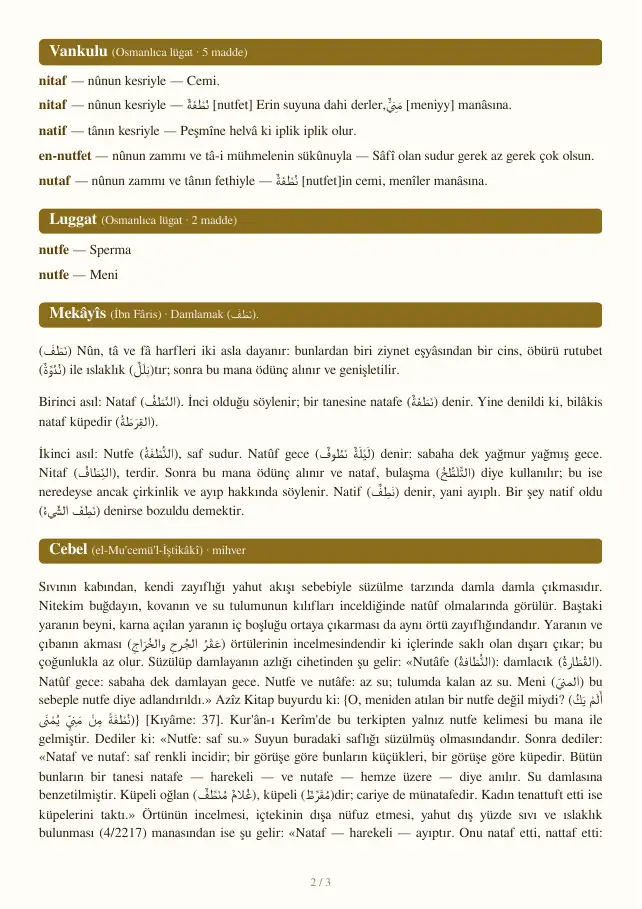 Vankulu (Osmanlıca lügat · 5 madde)
nitaf — nûnun kesriyle — Cemi.
nitaf — nûnun kesriyle — نُطْفَةٌ [nutfet] Erin suyuna dahi derler, مَنِيٌّ [meniyy] manâsına.
natif — tânın kesriyle — Peşmîne helvâ ki iplik iplik olur.
en-nutfet — nûnun zammı ve tâ-i mühmelenin sükûnuyla — Sâfî olan sudur gerek az gerek çok olsun.
nutaf — nûnun zammı ve tânın fethiyle — نُطْفَةٌ [nutfet]in cemi, menîler manâsına.
Luggat (Osmanlıca lügat · 2 madde)
nutfe — Sperma
nutfe — Meni
Mekâyîs (İbn Fâris) · Damlamak (نطف).
(نَطَفَ) Nûn, tâ ve fâ harfleri iki asla dayanır: bunlardan biri ziynet eşyâsından bir cins, öbürü rutubet
(نُدُوَّةٌ) ile ıslaklık (بَلَلٌ)tır; sonra bu mana ödünç alınır ve genişletilir.
Birinci asıl: Nataf (النَّطَفُ). İnci olduğu söylenir; bir tanesine natafe (نَطَفَةٌ) denir. Yine denildi ki, bilâkis
nataf küpedir (القِرَطَةُ).
İkinci asıl: Nutfe (النُّطْفَةُ), saf sudur. Natûf gece (لَيْلَةٌ نَطُوفٌ) denir: sabaha dek yağmur yağmış gece.
Nitaf (النِّطَافُ), terdir. Sonra bu mana ödünç alınır ve nataf, bulaşma (التَّلَطُّخُ) diye kullanılır; bu ise
neredeyse ancak çirkinlik ve ayıp hakkında söylenir. Natif (نَطِفٌ) denir, yani ayıplı. Bir şey natif oldu
(نَطِفَ الشَّيءُ) denirse bozuldu demektir.
Cebel (el-Mu'cemü'l-İştikâkî) · mihver
Sıvının kabından, kendi zayıflığı yahut akışı sebebiyle süzülme tarzında damla damla çıkmasıdır.
Nitekim buğdayın, kovanın ve su tulumunun kılıfları inceldiğinde natûf olmalarında görülür. Baştaki
yaranın beyni, karna açılan yaranın iç boşluğu ortaya çıkarması da aynı örtü zayıflığındandır. Yaranın ve
çıbanın akması (عَقْرُ الجُرحِ والخُرَاجِ) örtülerinin incelmesindendir ki içlerinde saklı olan dışarı çıkar; bu
çoğunlukla az olur. Süzülüp damlayanın azlığı cihetinden şu gelir: «Nutâfe (النُّطَافةُ): damlacık (القُطَارةُ).
Natûf gece: sabaha dek damlayan gece. Nutfe ve nutâfe: az su; tulumda kalan az su. Meni (المنيّ) bu
sebeple nutfe diye adlandırıldı.» Azîz Kitap buyurdu ki: {O, meniden atılan bir nutfe değil miydi? (أَلَمْ يَكُ
نُطْفَةً مِنْ مَنِيٍّ يُمْنَى)} [Kıyâme: 37]. Kur'ân-ı Kerîm'de bu terkipten yalnız nutfe kelimesi bu mana ile
gelmiştir. Dediler ki: «Nutfe: saf su.» Suyun buradaki saflığı süzülmüş olmasındandır. Sonra dediler:
«Nataf ve nutaf: saf renkli incidir; bir görüşe göre bunların küçükleri, bir görüşe göre küpedir. Bütün
bunların bir tanesi natafe — harekeli — ve nutafe — hemze üzere — diye anılır. Su damlasına
benzetilmiştir. Küpeli oğlan (غُلامٌ مُنَطَّفٌ), küpeli (مُقَرَّطٌ)dir; cariye de münatafedir. Kadın tenattuft etti ise
küpelerini taktı.» Örtünün incelmesi, içtekinin dışa nüfuz etmesi, yahut dış yüzde sıvı ve ıslaklık
bulunması (4/2217) manasından ise şu gelir: «Nataf — harekeli — ayıptır. Onu nataf etti, nattaf etti:
2 / 3